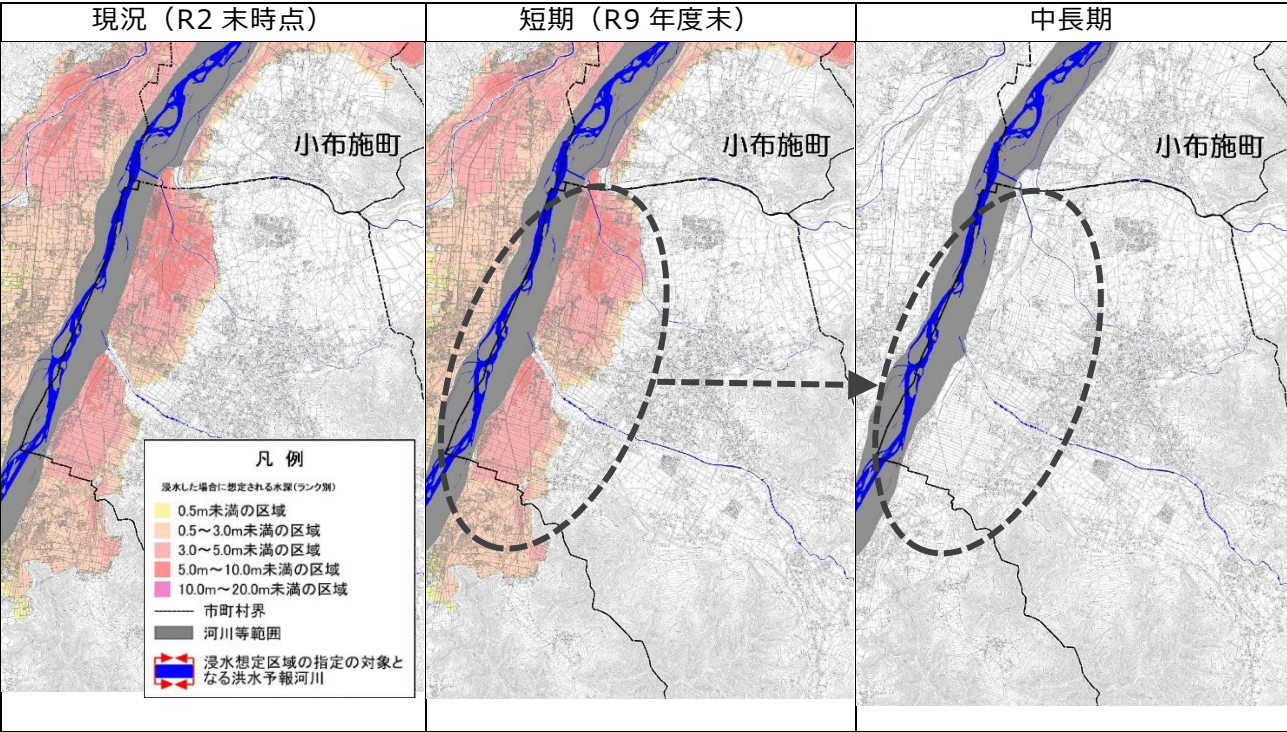 現況（R2 末時点）
短期（R9 年度末）
中長期
小布施町
小布施町
小布施町
凡 例
浸水した場合に想定される水深(ランク別)
0.5m未満の区域
0.5～3.0m未満の区域
3.0～5.0m未満の区域
5.0m～10.0m未満の区域
10.0m～20.0m未満の区域
市町村界
河川等範囲
浸水想定区域の指定の対象と
なる洪水予報河川